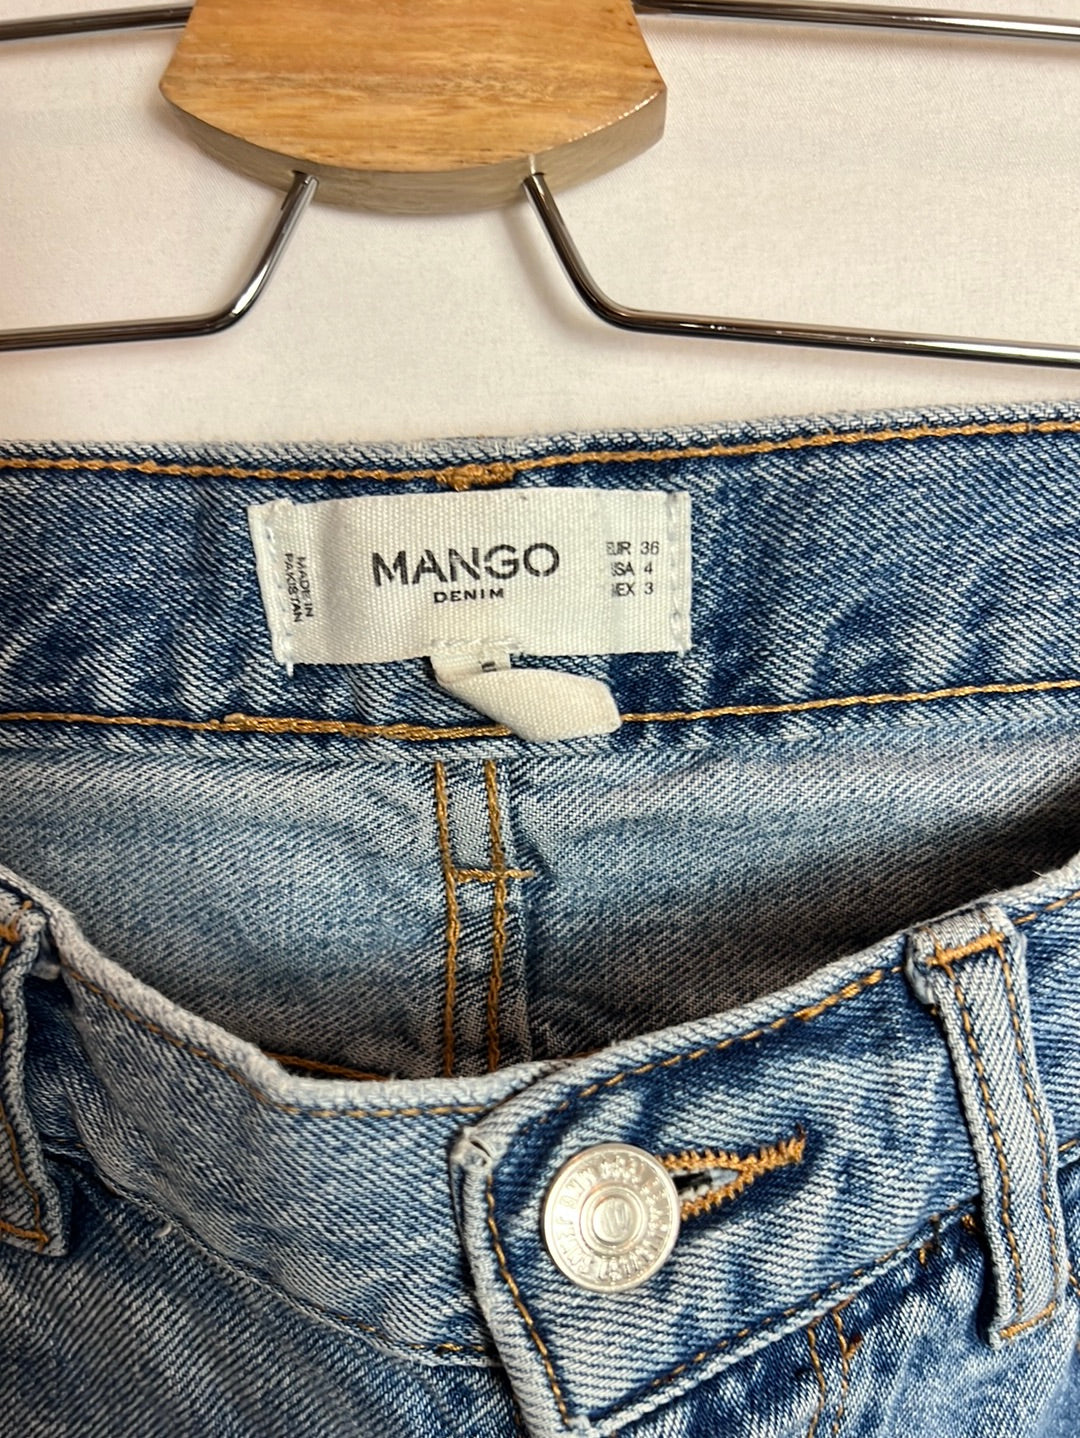 MADE IN
PAKISTAN
MANGO
DENIM
EUR 36
USA 4
MEX 3